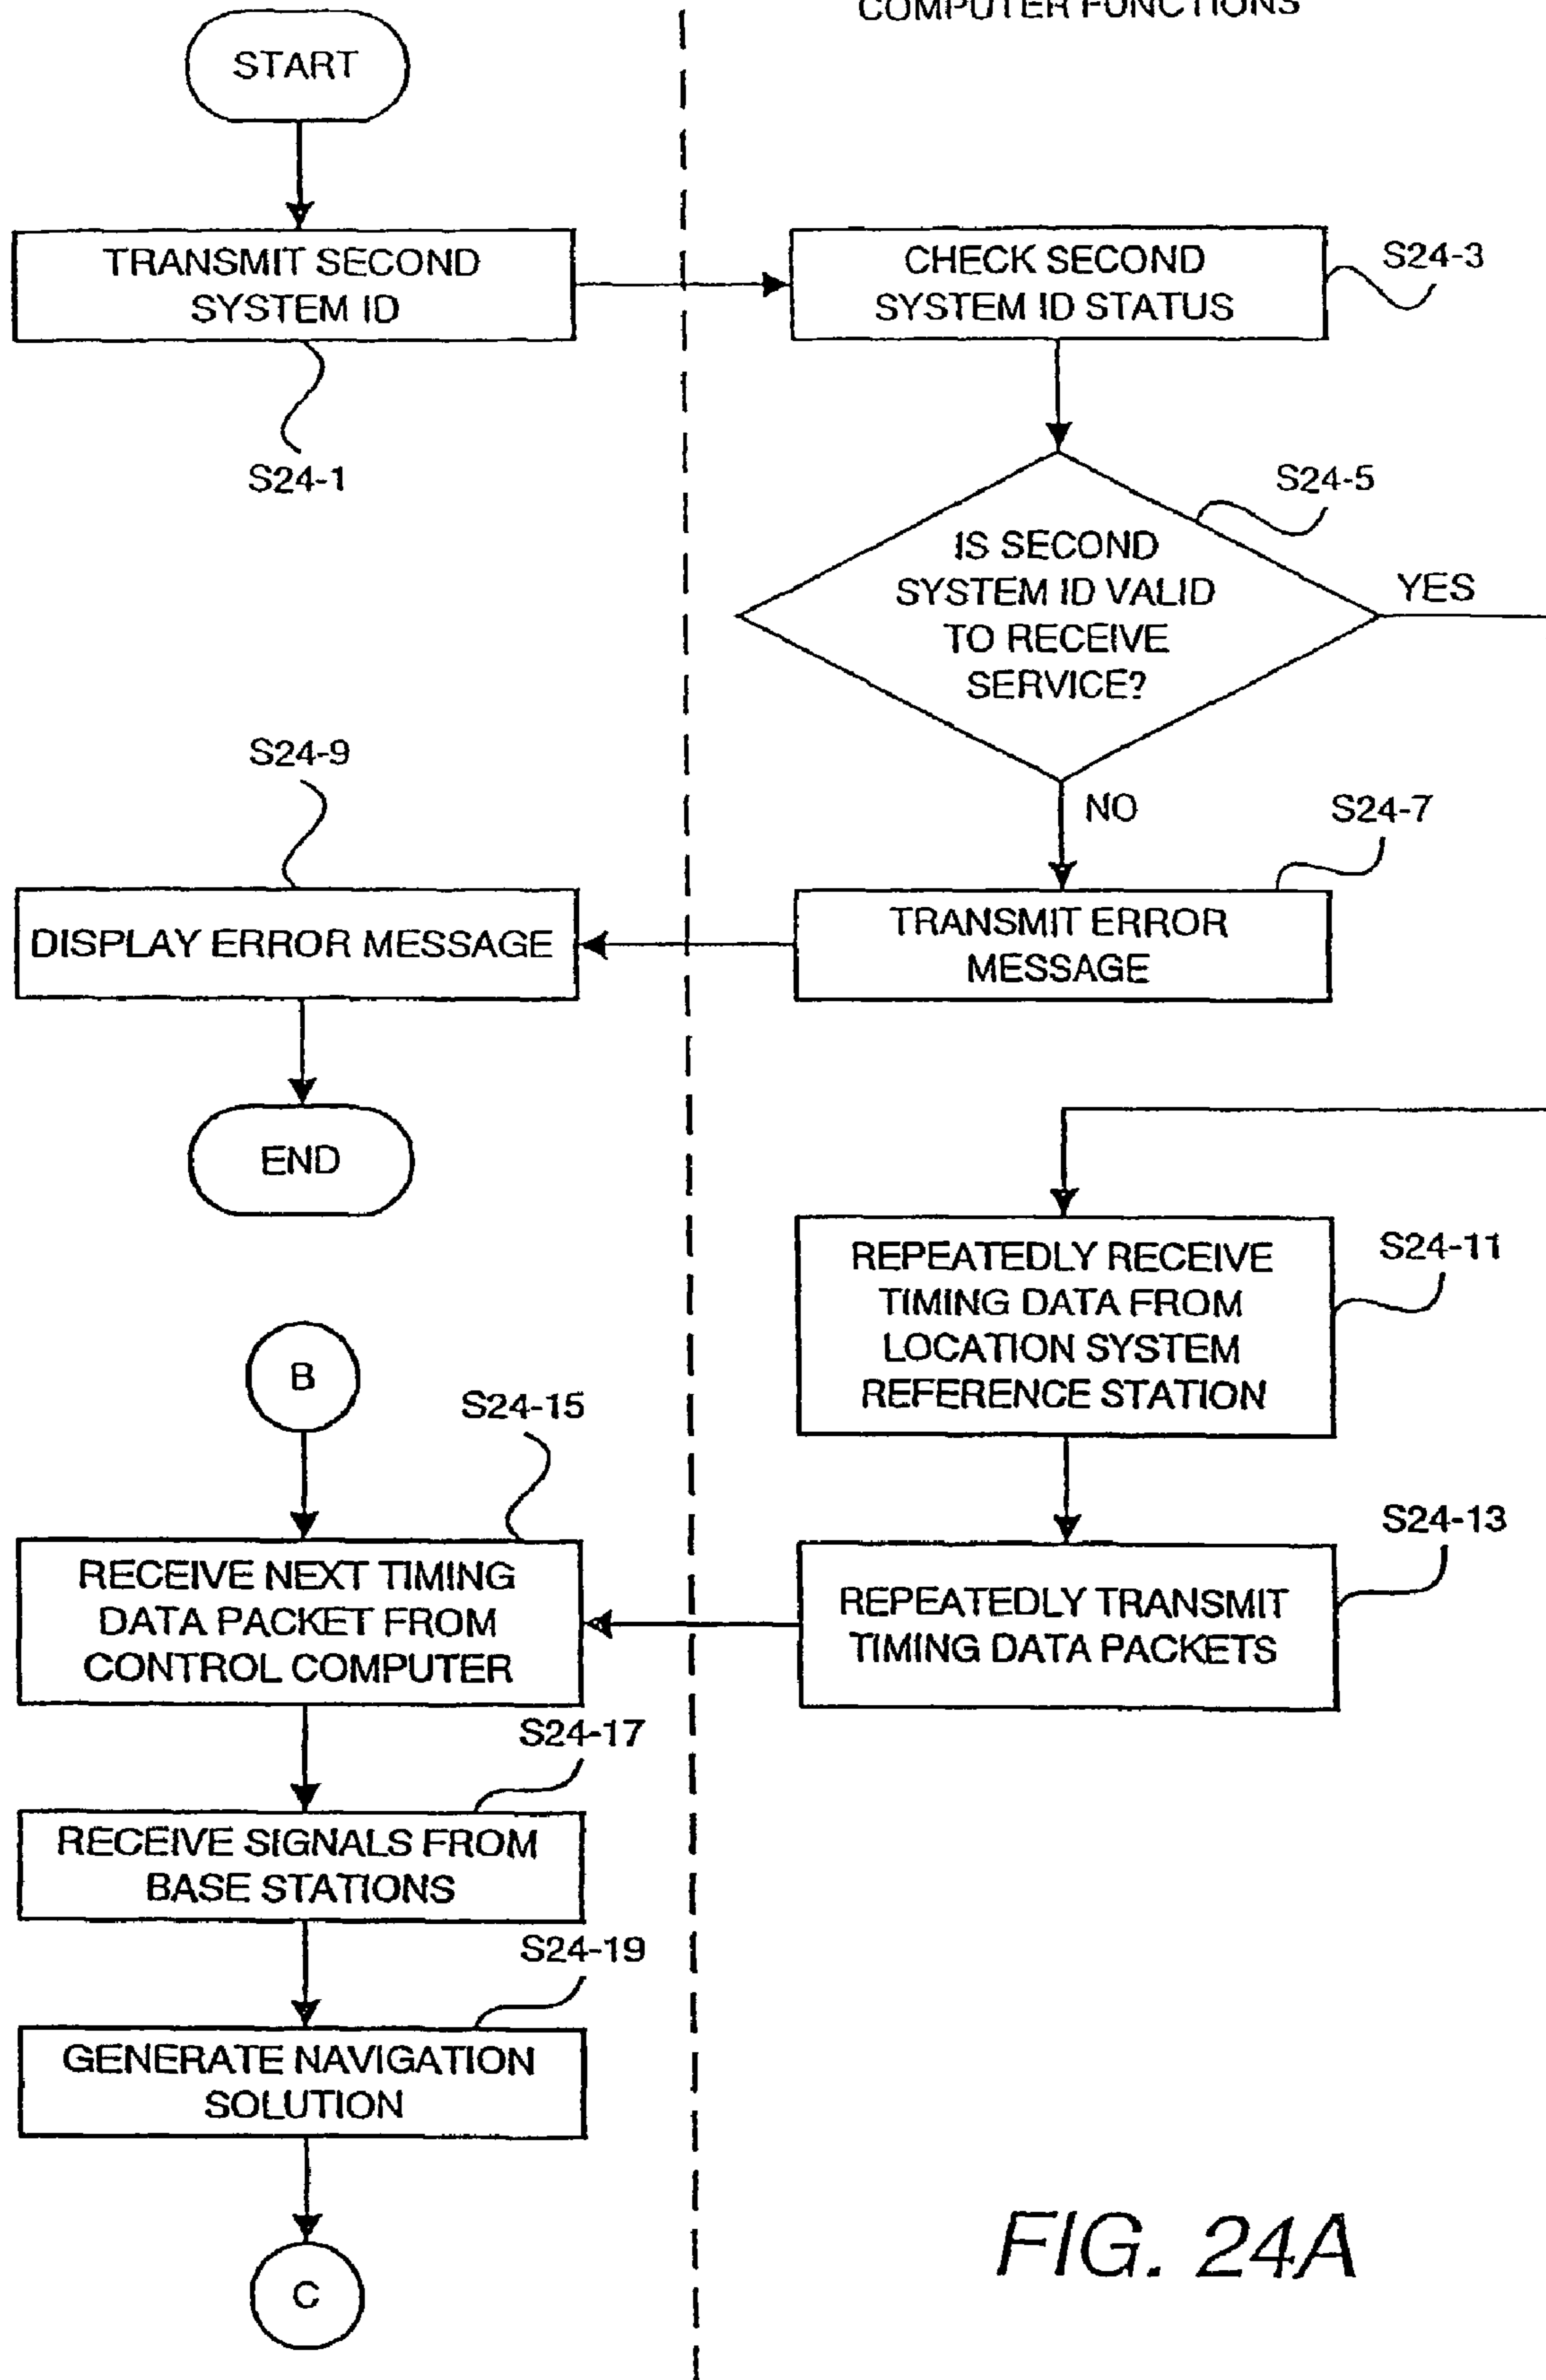 COMPUTER FUNCTIONS
START
TRANSMIT SECOND
SYSTEM ID
S24-1
CHECK SECOND
SYSTEM ID STATUS
S24-3
S24-5
IS SECOND
SYSTEM ID VALID
TO RECEIVE
SERVICE?
YES
NO
S24-7
TRANSMIT ERROR
MESSAGE
S24-9
DISPLAY ERROR MESSAGE
END
REPEATEDLY RECEIVE
TIMING DATA FROM
LOCATION SYSTEM
REFERENCE STATION
S24-11
S24-13
REPEATEDLY TRANSMIT
TIMING DATA PACKETS
B
S24-15
RECEIVE NEXT TIMING
DATA PACKET FROM
CONTROL COMPUTER
S24-17
RECEIVE SIGNALS FROM
BASE STATIONS
S24-19
GENERATE NAVIGATION
SOLUTION
C
FIG. 24A